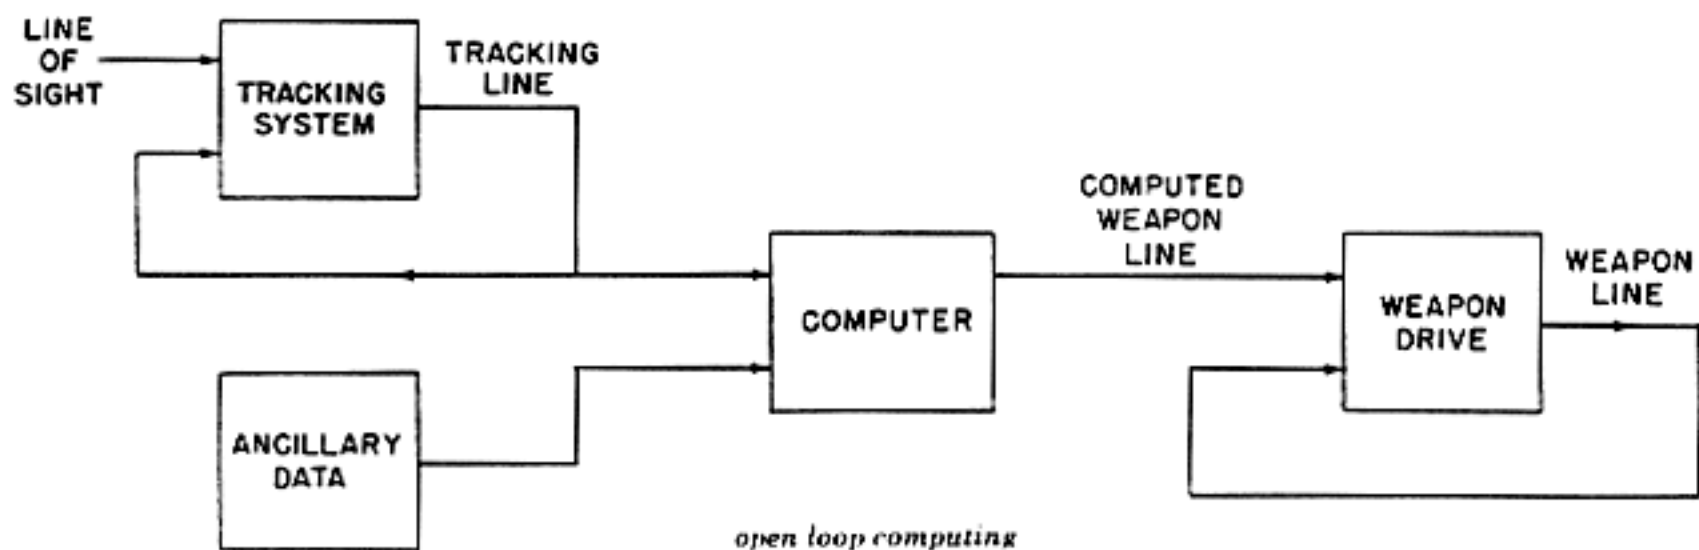 LINE
OF
SIGHT
TRACKING
SYSTEM
TRACKING
LINE
COMPUTED
WEAPON
LINE
COMPUTER
WEAPON
DRIVE
WEAPON
LINE
ANCILLARY
DATA
open loop computing